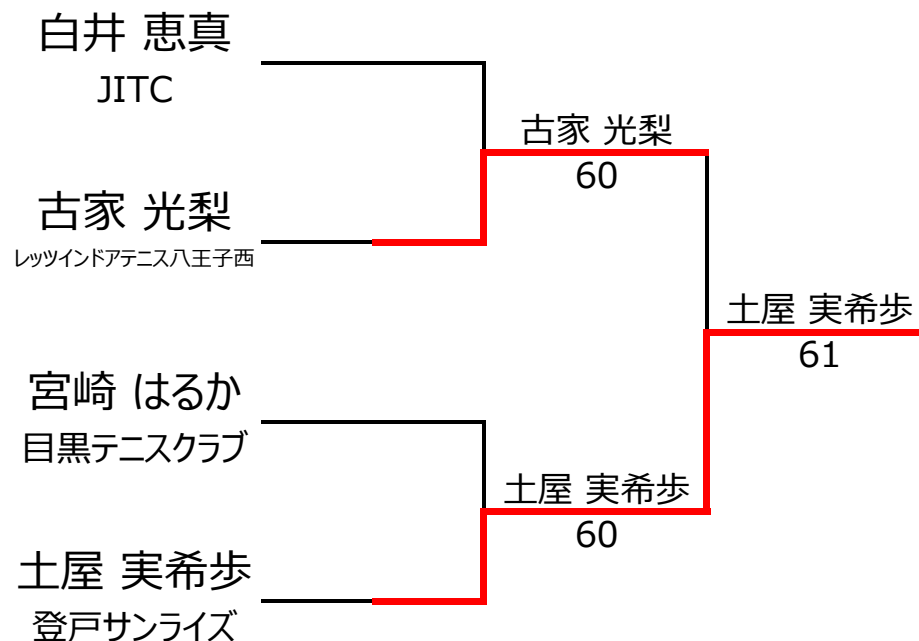 白井 恵真
JITC
古家 光梨
60
古家 光梨
レッツインドアテニス八王子西
土屋 実希歩
61
宮崎 はるか
目黒テニスクラブ
土屋 実希歩
60
土屋 実希歩
登戸サンライズ